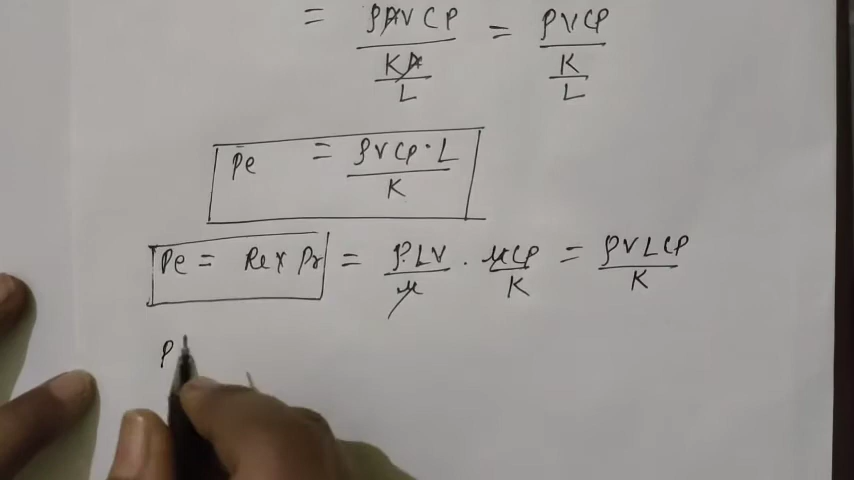 = ρAVCP / (KA/L) = ρVCP / (K/L)
Pe = ρVCP·L / K
Pe = Re x Pr = ρLV/μ · μCP/K = ρVLCP/K
P